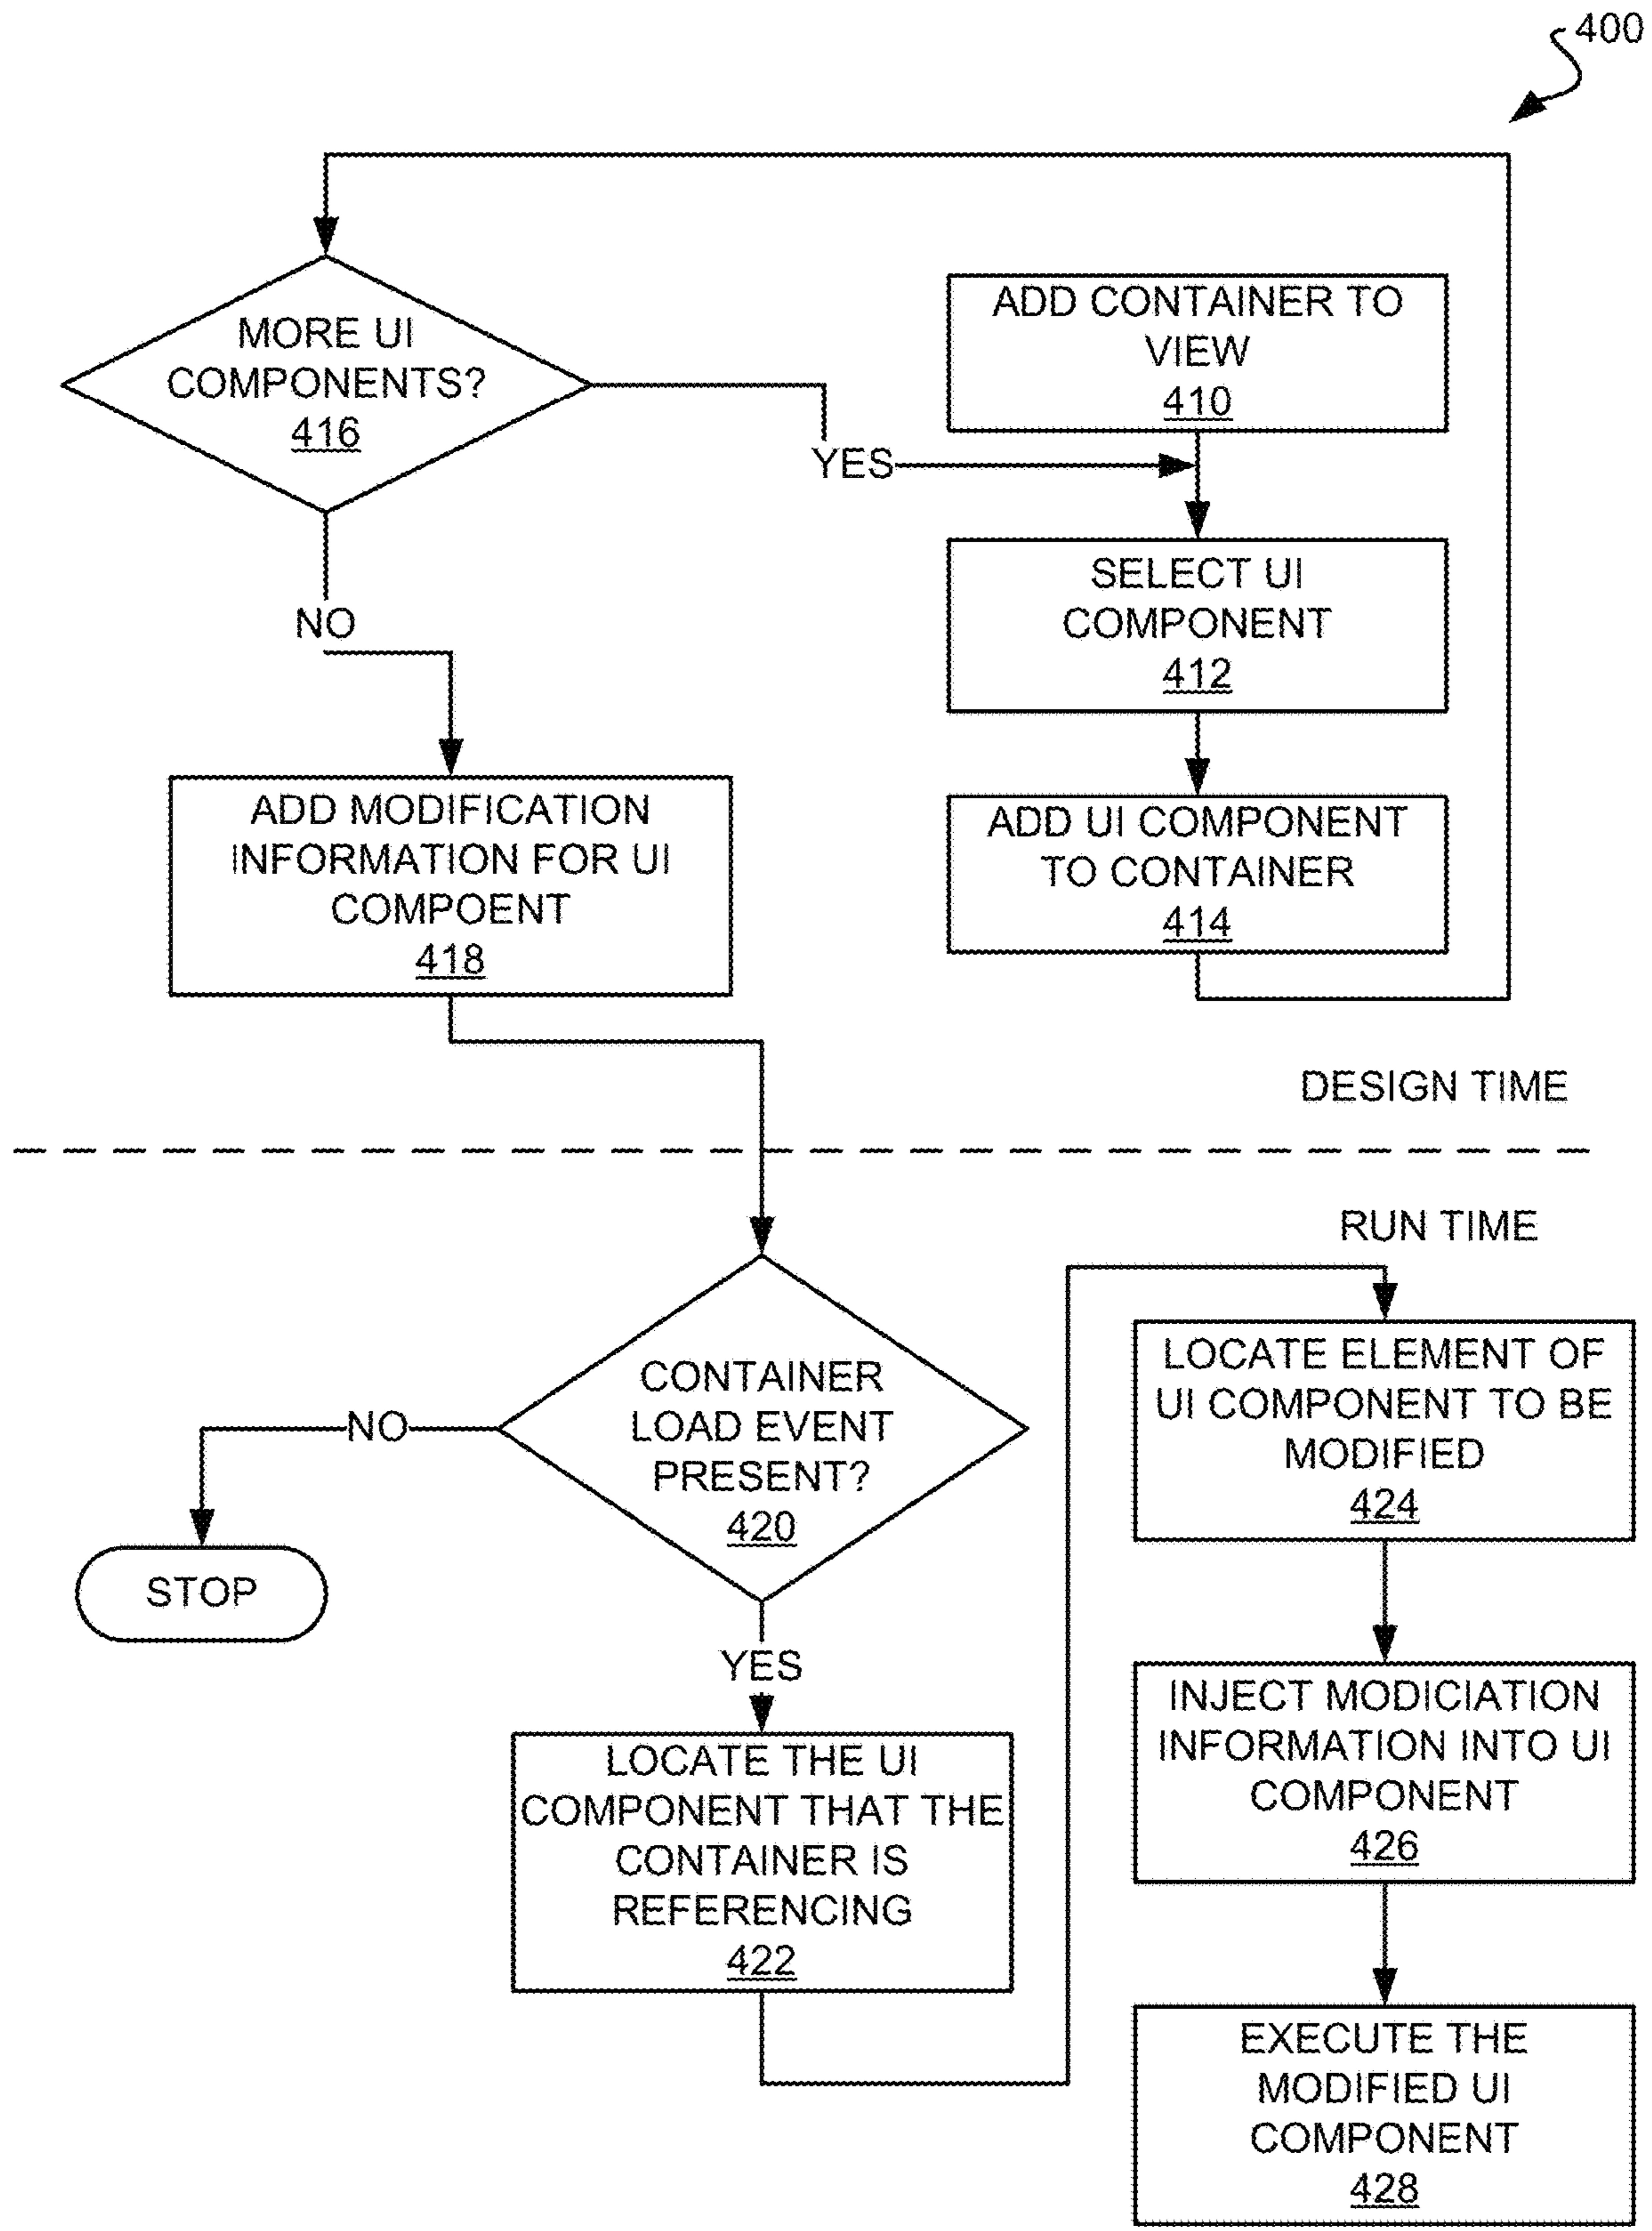 400
MORE UI
COMPONENTS?
416
ADD CONTAINER TO
VIEW
410
YES
SELECT UI
COMPONENT
412
NO
ADD MODIFICATION
INFORMATION FOR UI
COMPOENT
418
ADD UI COMPONENT
TO CONTAINER
414
DESIGN TIME
RUN TIME
CONTAINER
LOAD EVENT
PRESENT?
420
NO
STOP
YES
LOCATE THE UI
COMPONENT THAT THE
CONTAINER IS
REFERENCING
422
LOCATE ELEMENT OF
UI COMPONENT TO BE
MODIFIED
424
INJECT MODICIATION
INFORMATION INTO UI
COMPONENT
426
EXECUTE THE
MODIFIED UI
COMPONENT
428